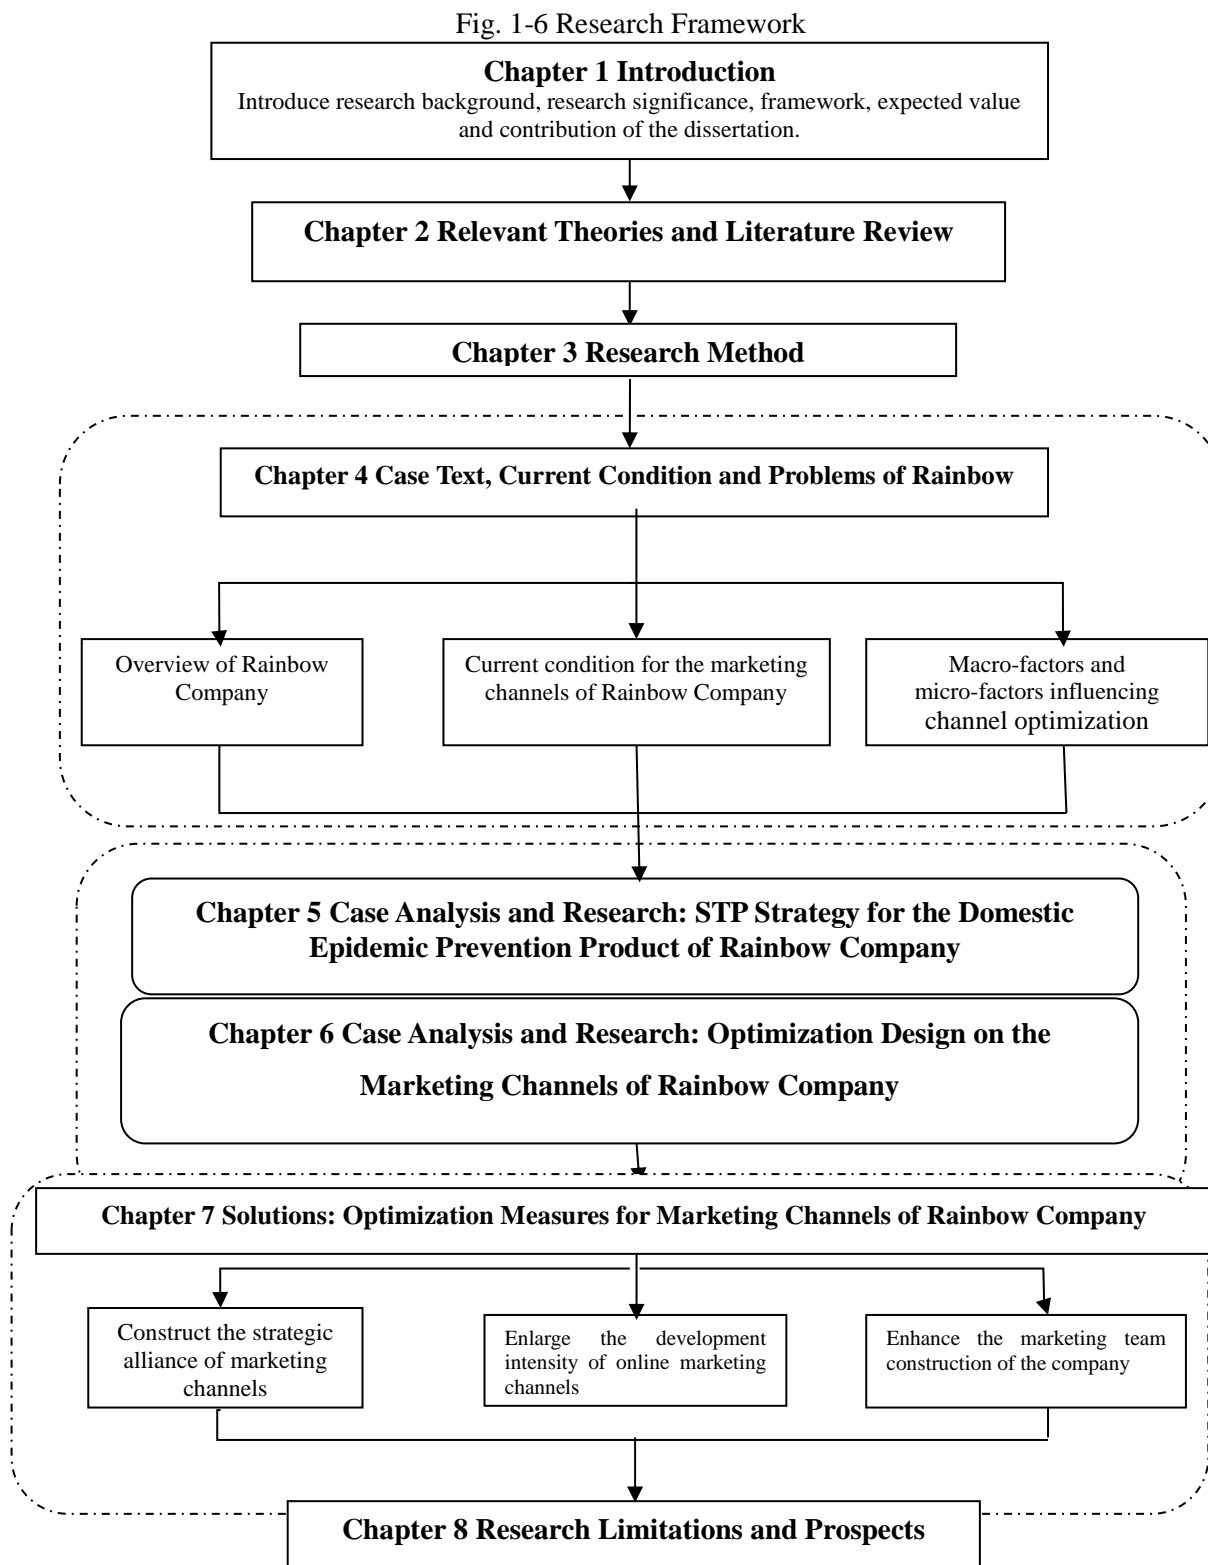 Fig. 1-6 Research Framework
Chapter 1 Introduction
Introduce research background, research significance, framework, expected value
and contribution of the dissertation.
Chapter 2 Relevant Theories and Literature Review
Chapter 3 Research Method
Chapter 4 Case Text, Current Condition and Problems of Rainbow
Overview of Rainbow
Company
Current condition for the marketing
channels of Rainbow Company
Macro-factors and
micro-factors influencing
channel optimization
Chapter 5 Case Analysis and Research: STP Strategy for the Domestic
Epidemic Prevention Product of Rainbow Company
Chapter 6 Case Analysis and Research: Optimization Design on the
Marketing Channels of Rainbow Company
Chapter 7 Solutions: Optimization Measures for Marketing Channels of Rainbow Company
Construct the strategic
alliance of marketing
channels
Enlarge the development
intensity of online marketing
channels
Enhance the marketing team
construction of the company
Chapter 8 Research Limitations and Prospects